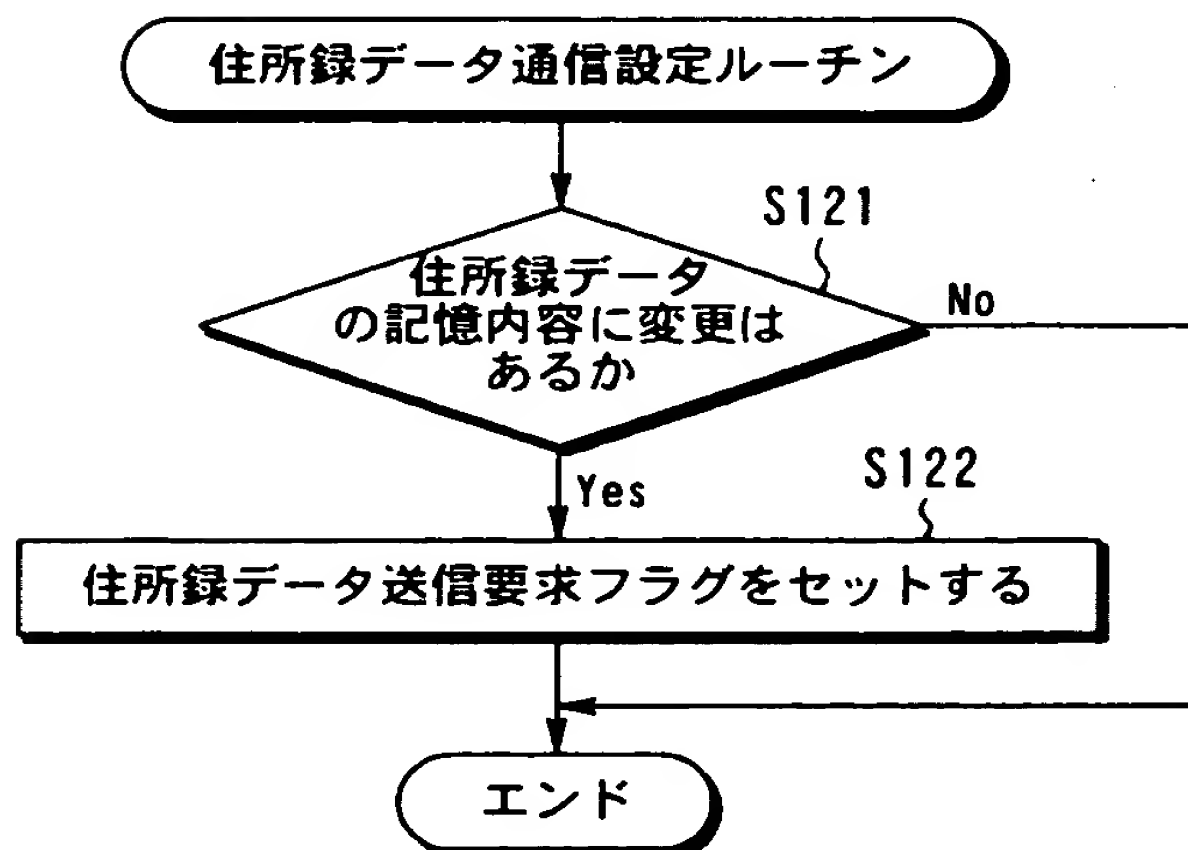 住所録データ通信設定ルーチン
S121
住所録データ
の記憶内容に変更は
あるか
No
Yes
S122
住所録データ送信要求フラグをセットする
エンド